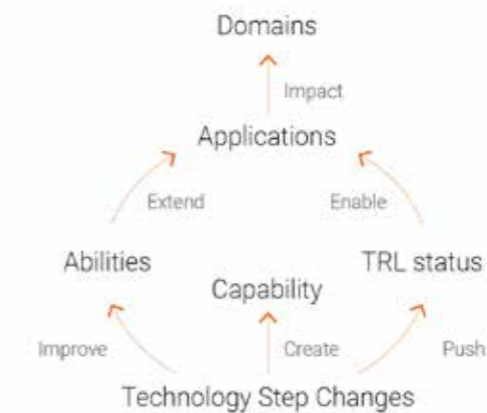 Domains
Impact
Applications
Extend
Enable
Abilities
TRL status
Capability
Improve
Create
Push
Technology Step Changes